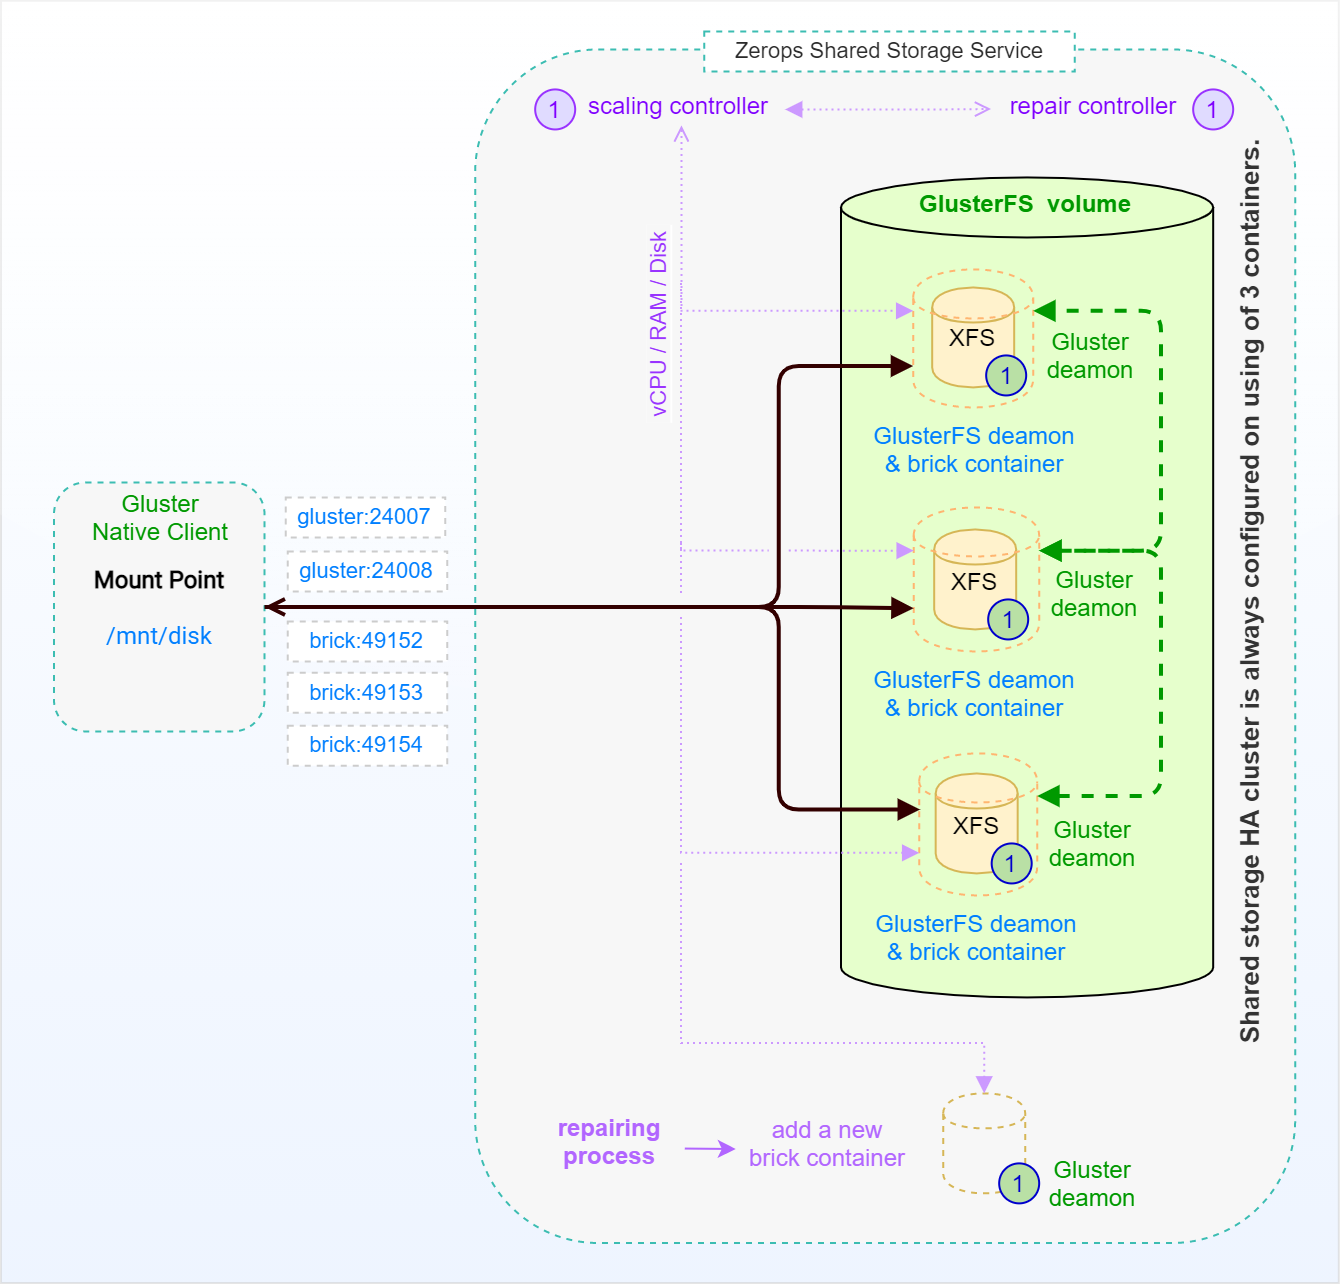 Zerops Shared Storage Service
1
scaling controller
repair controller
1
vCPU / RAM / Disk
GlusterFS  volume
XFS
1
Gluster
deamon
GlusterFS deamon
& brick container
XFS
1
Gluster
deamon
GlusterFS deamon
& brick container
XFS
1
Gluster
deamon
GlusterFS deamon
& brick container
Shared storage HA cluster is always configured on using of 3 containers.
Gluster
Native Client
Mount Point
/mnt/disk
gluster:24007
gluster:24008
brick:49152
brick:49153
brick:49154
repairing
process
add a new
brick container
1
Gluster
deamon